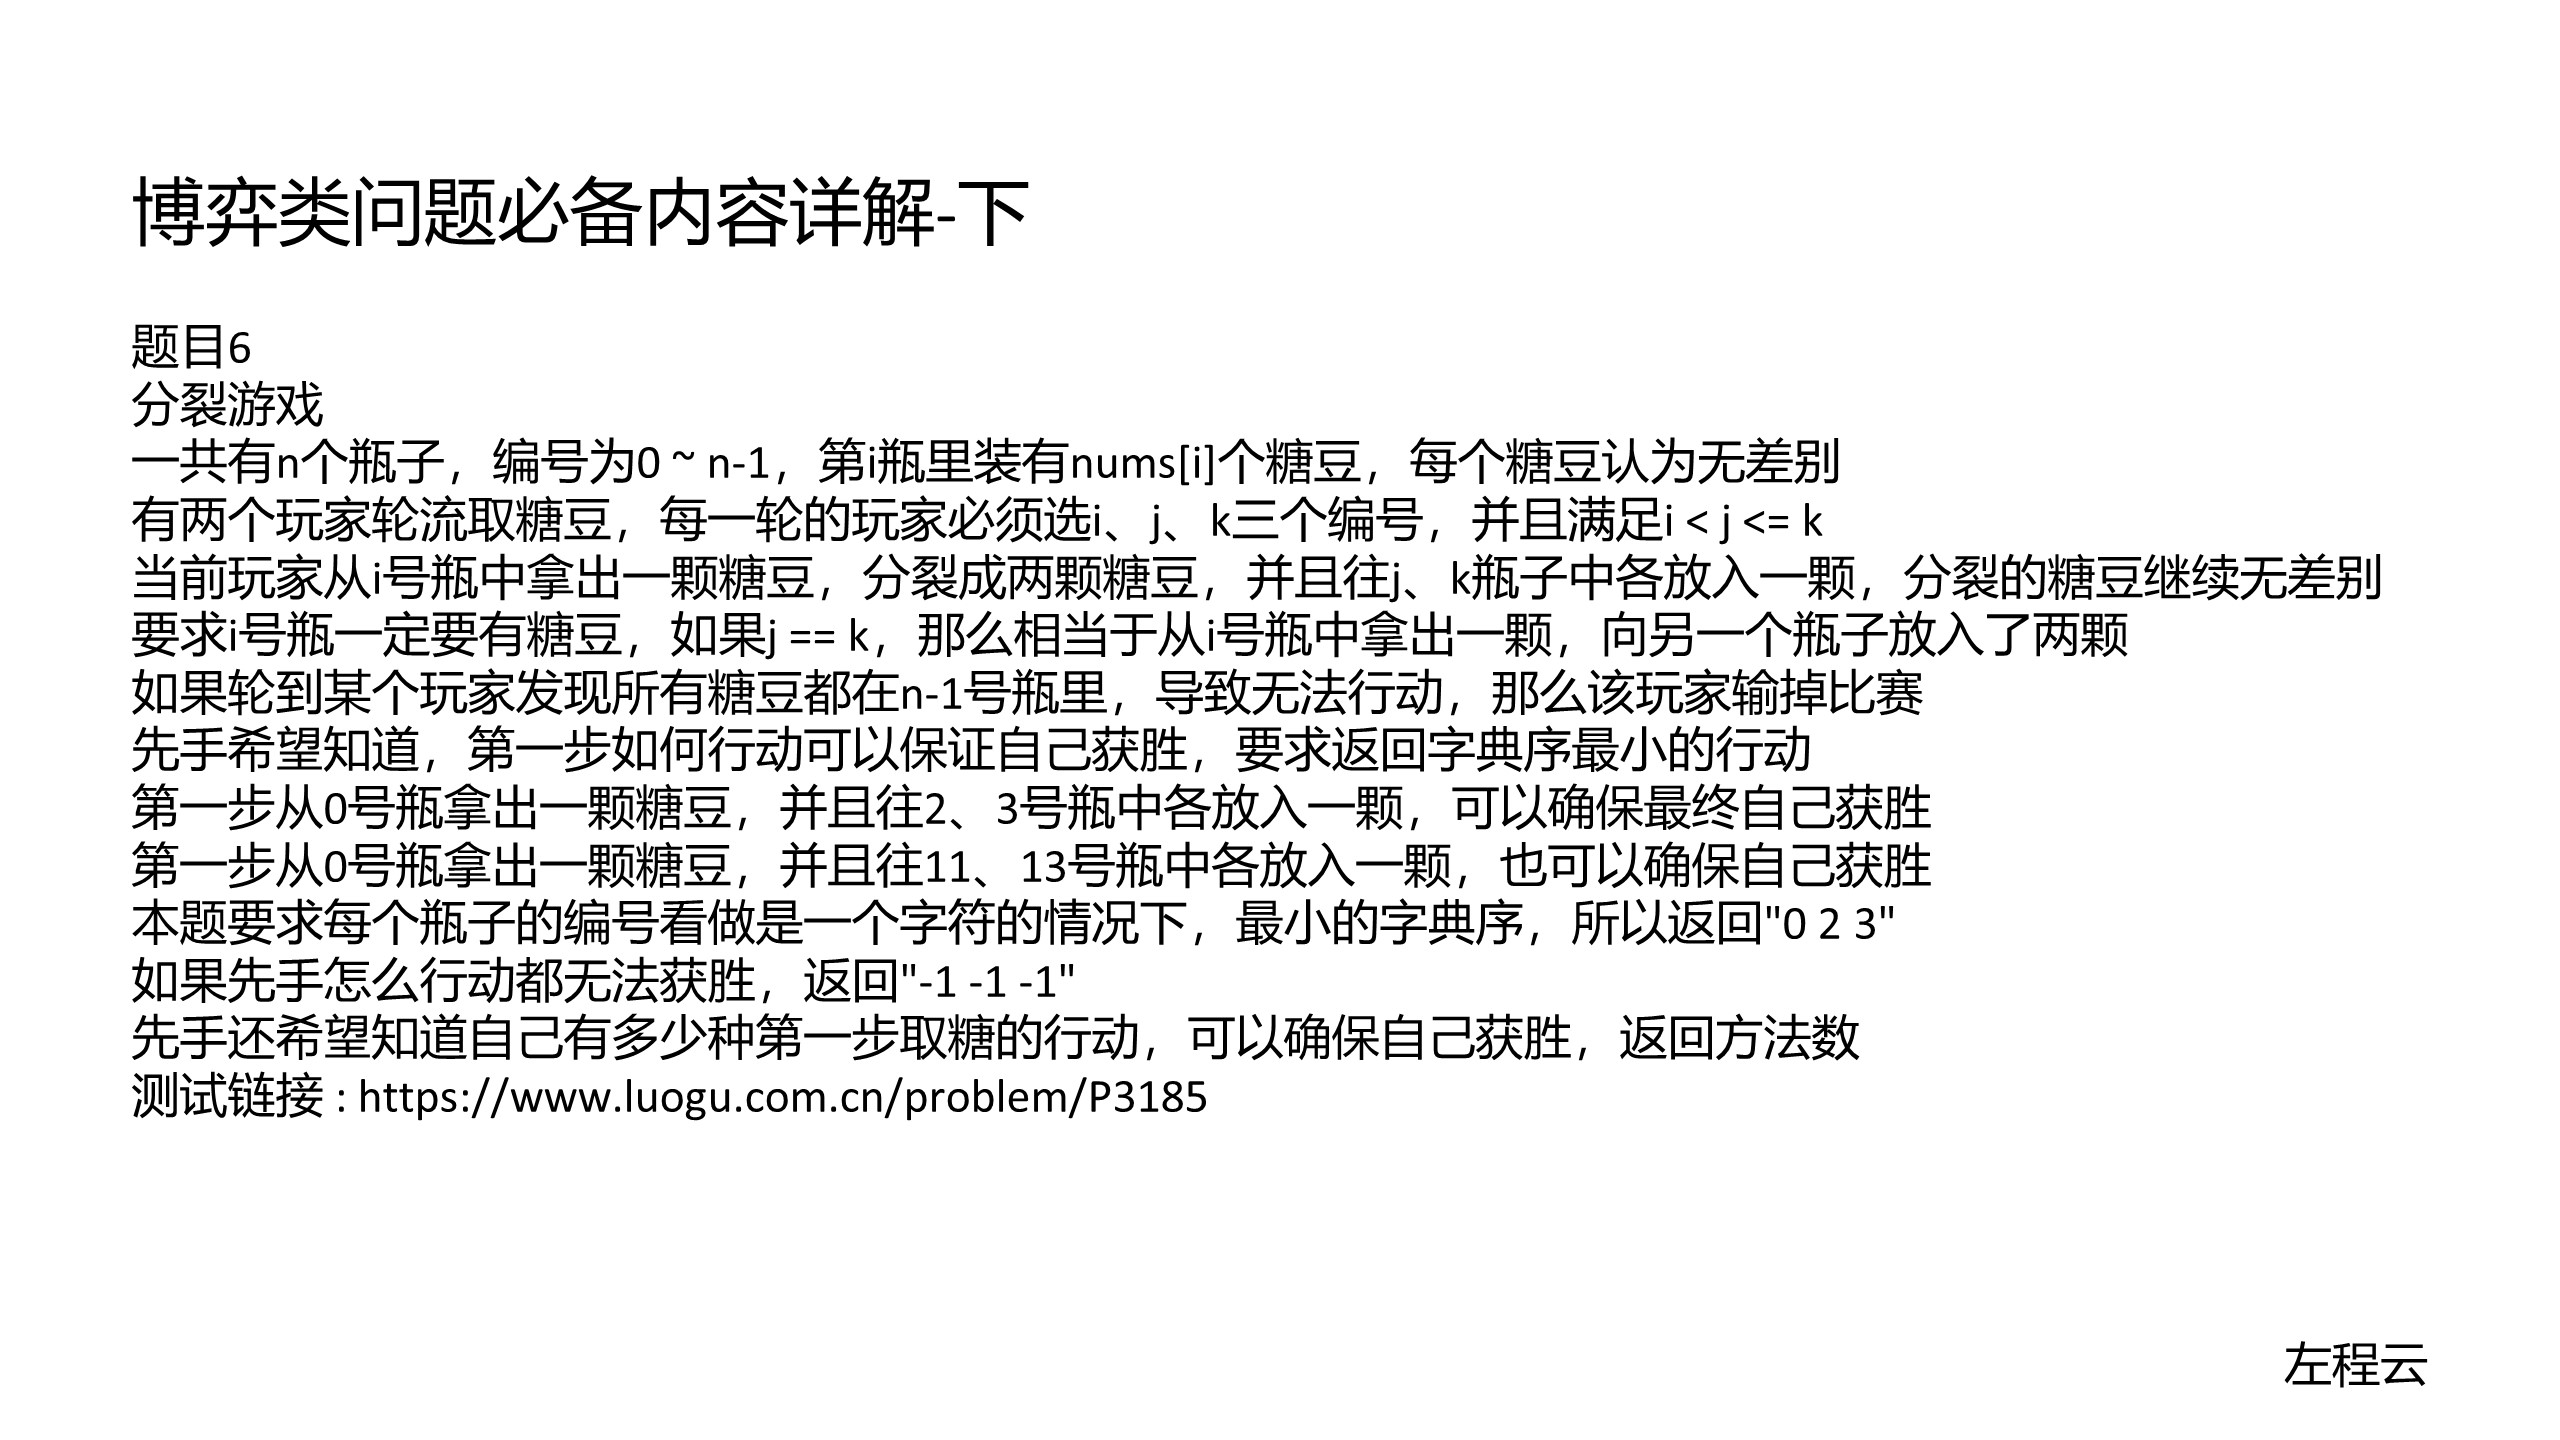 博弈类问题必备内容详解-下
题目6
分裂游戏
一共有n个瓶子，编号为0 ~ n-1，第i瓶里装有nums[i]个糖豆，每个糖豆认为无差别
有两个玩家轮流取糖豆，每一轮的玩家必须选i、j、k三个编号，并且满足i < j <= k
当前玩家从i号瓶中拿出一颗糖豆，分裂成两颗糖豆，并且往j、k瓶子中各放入一颗，分裂的糖豆继续无差别
要求i号瓶一定要有糖豆，如果j == k，那么相当于从i号瓶中拿出一颗，向另一个瓶子放入了两颗
如果轮到某个玩家发现所有糖豆都在n-1号瓶里，导致无法行动，那么该玩家输掉比赛
先手希望知道，第一步如何行动可以保证自己获胜，要求返回字典序最小的行动
第一步从0号瓶拿出一颗糖豆，并且往2、3号瓶中各放入一颗，可以确保最终自己获胜
第一步从0号瓶拿出一颗糖豆，并且往11、13号瓶中各放入一颗，也可以确保自己获胜
本题要求每个瓶子的编号看做是一个字符的情况下，最小的字典序，所以返回"0 2 3"
如果先手怎么行动都无法获胜，返回"-1 -1 -1"
先手还希望知道自己有多少种第一步取糖的行动，可以确保自己获胜，返回方法数
测试链接 : https://www.luogu.com.cn/problem/P3185
左程云